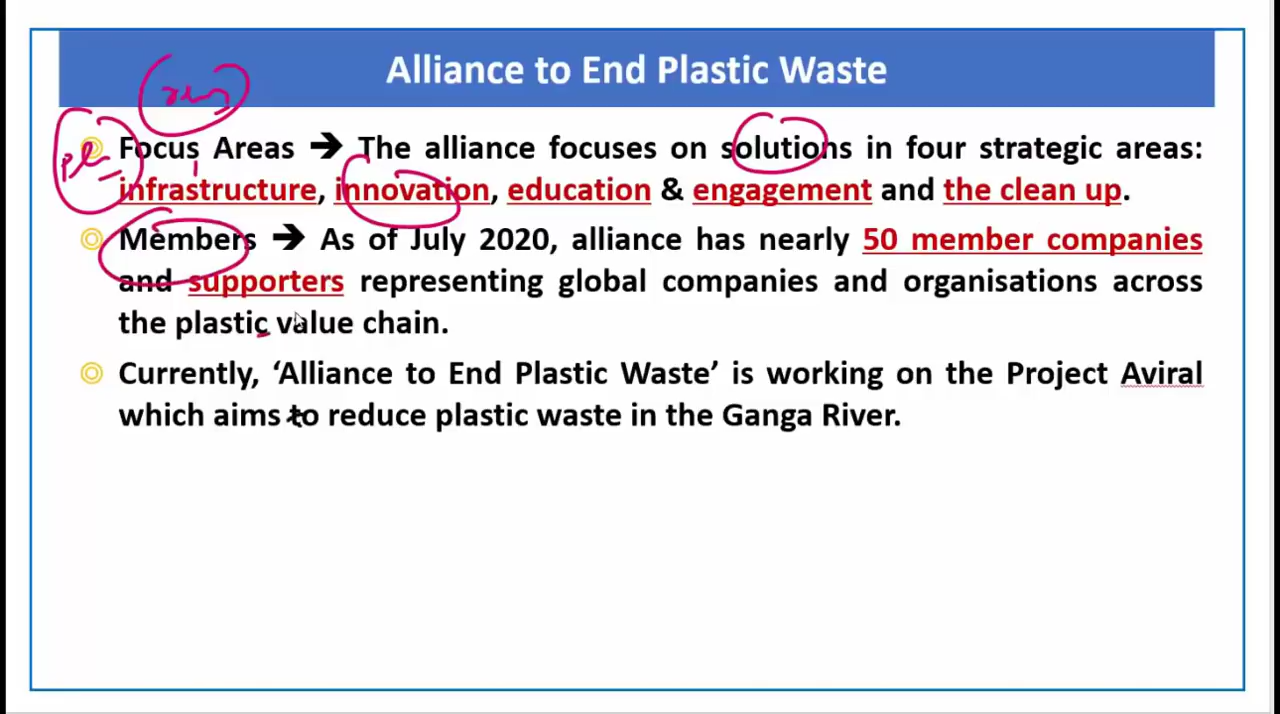 Alliance to End Plastic Waste
Focus Areas ➔ The alliance focuses on solutions in four strategic areas:
infrastructure, innovation, education & engagement and the clean up.
Members ➔ As of July 2020, alliance has nearly 50 member companies
and supporters representing global companies and organisations across
the plastic value chain.
Currently, ‘Alliance to End Plastic Waste’ is working on the Project Aviral
which aims to reduce plastic waste in the Ganga River.